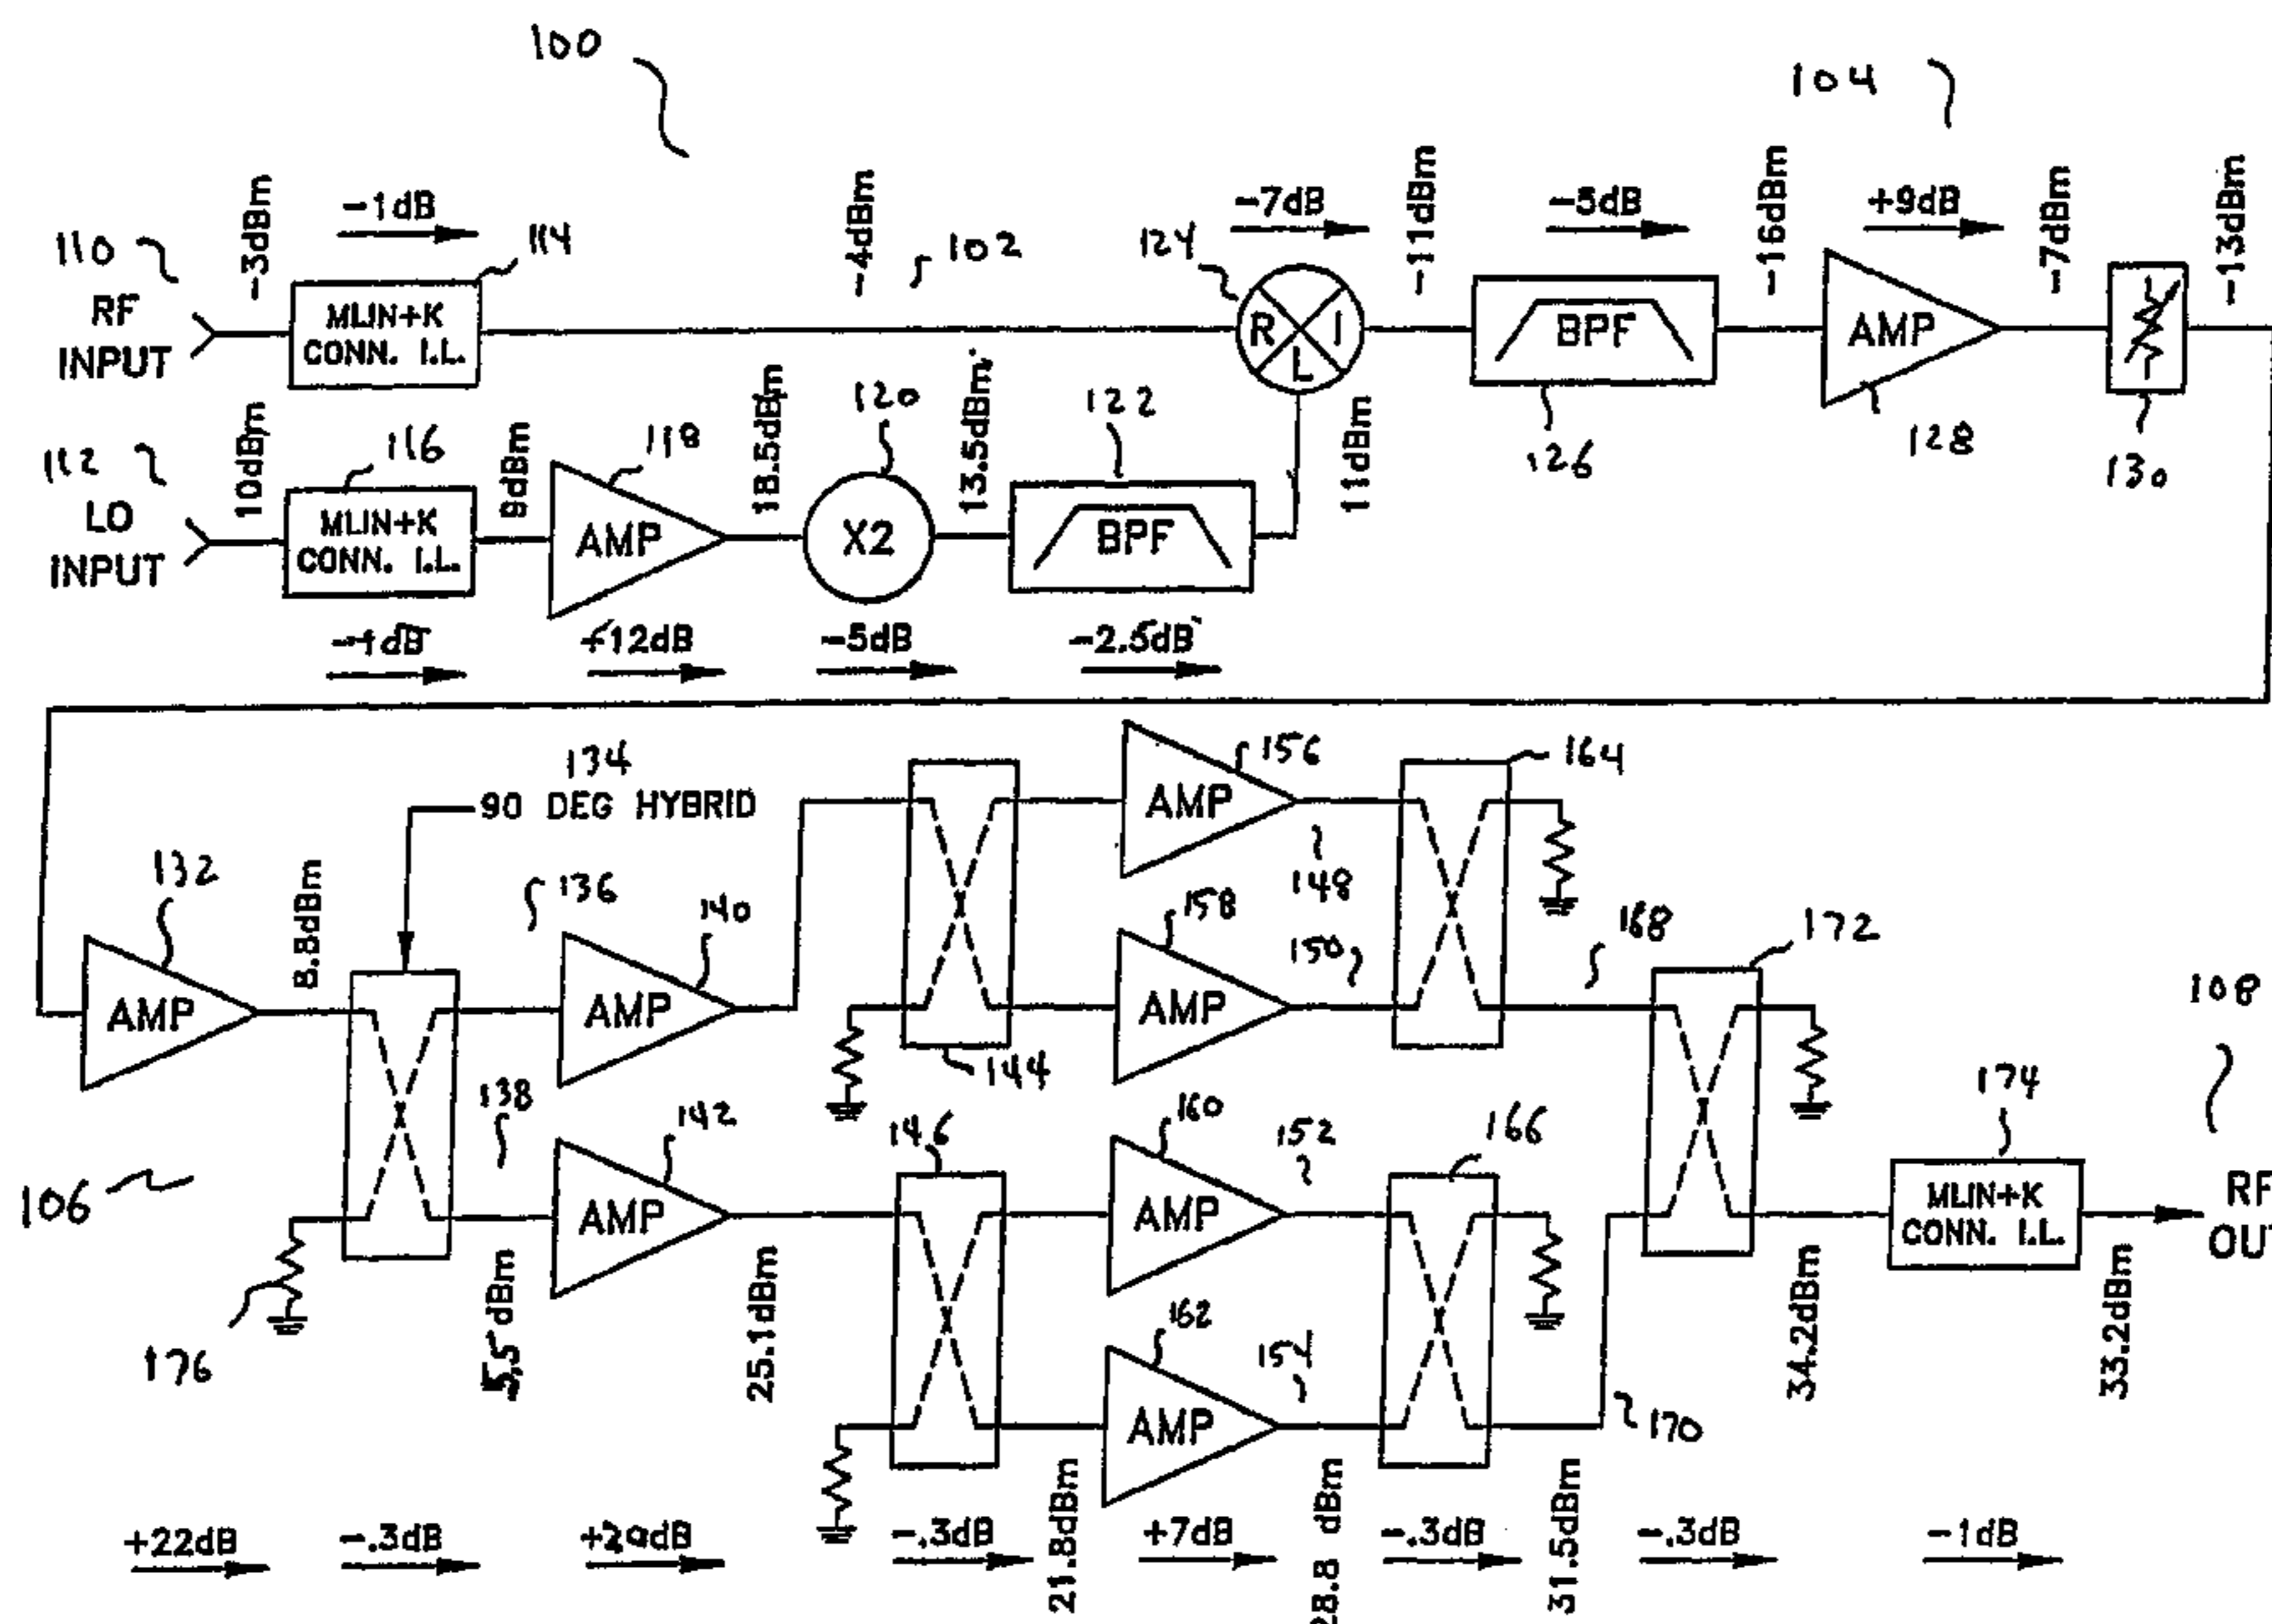 100
104
-3dBm
-1dB
-4dBm
-7dB
-11dBm
-5dB
-16dBm
+9dB
-7dBm
-13dBm
110
114
102
124
RF
INPUT
MLIN+K
CONN. I.L.
R
I
L
BPF
AMP
126
128
130
112
LO
INPUT
10dBm
116
MLIN+K
CONN. I.L.
9dBm
118
AMP
18.5dBm
120
X2
13.5dBm
122
BPF
11dBm
-1dB
+12dB
-5dB
-2.5dB
134
90 DEG HYBRID
156
AMP
164
132
AMP
8.8dBm
136
140
AMP
148
158
AMP
150
168
172
108
144
138
142
AMP
146
160
AMP
152
166
174
MLIN+K
CONN. I.L.
RF
OUT
106
176
5.5 dBm
25.1dBm
162
AMP
154
170
34.2dBm
33.2dBm
+22dB
-.3dB
+20dB
-.3dB
21.8dBm
+7dB
28.8 dBm
-.3dB
31.5dBm
-.3dB
-1dB